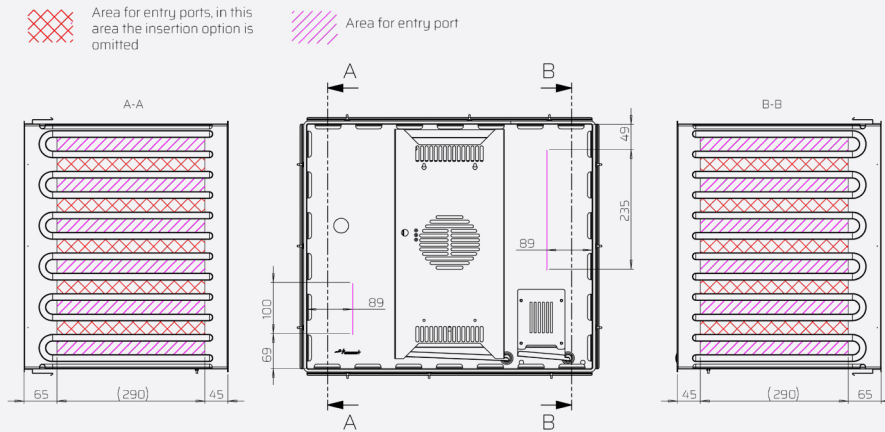 Area for entry ports, in this
area the insertion option is
omitted
Area for entry port
A
B
A-A
B-B
49
235
89
89
100
69
65
(290)
45
45
(290)
65
A
B